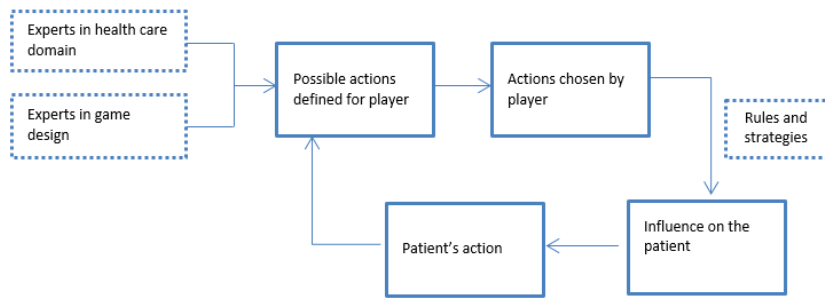 Experts in health care
domain
Experts in game
design
Possible actions
defined for player
Actions chosen by
player
Rules and
strategies
Influence on the
patient
Patient's action